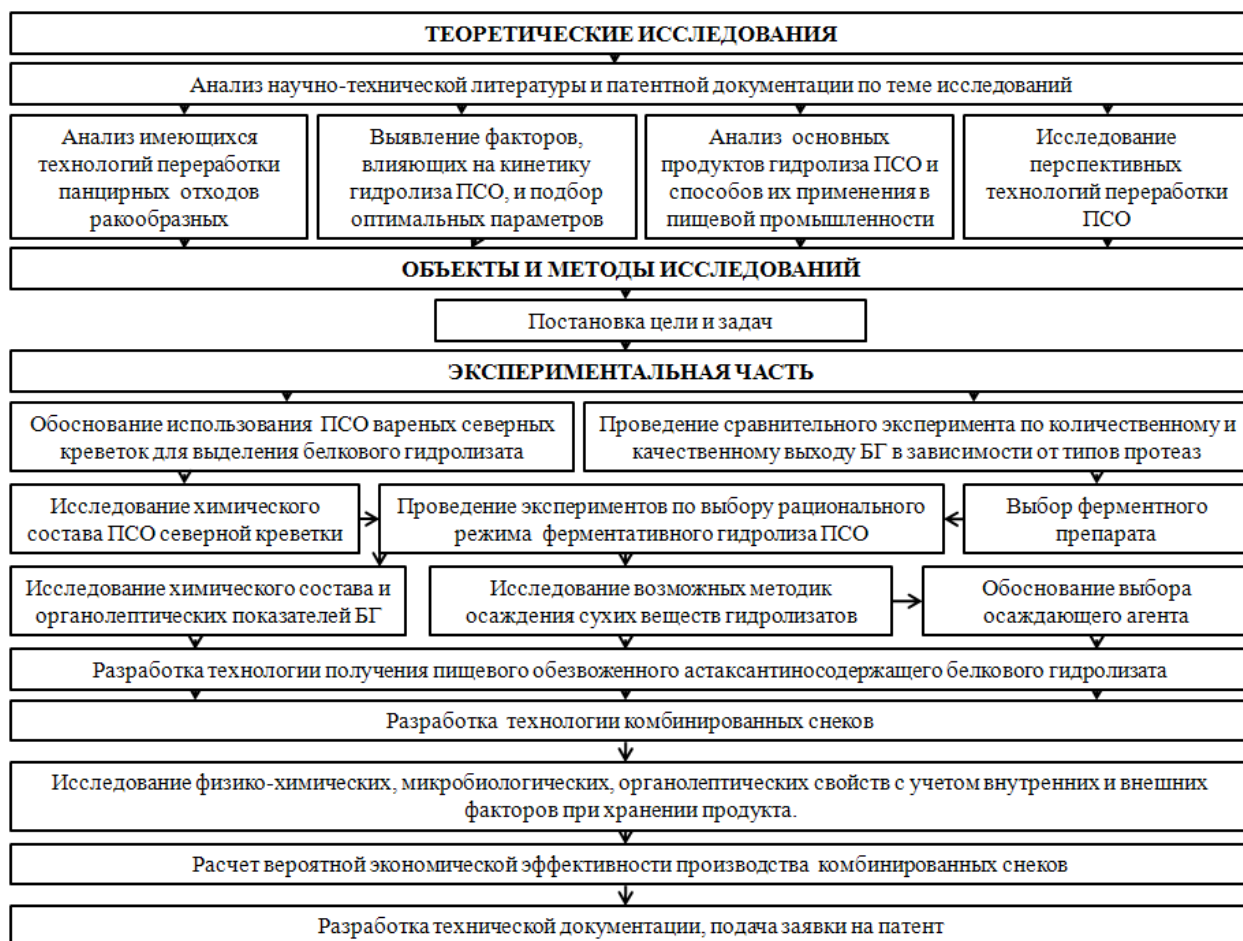 ТЕОРЕТИЧЕСКИЕ ИССЛЕДОВАНИЯ
Анализ научно-технической литературы и патентной документации по теме исследований
Анализ имеющихся
технологий переработки
панцирных отходов
ракообразных
Выявление факторов,
влияющих на кинетику
гидролиза ПСО, и подбор
оптимальных параметров
Анализ основных
продуктов гидролиза ПСО и
способов их применения в
пищевой промышленности
Исследование
перспективных
технологий переработки
ПСО
ОБЪЕКТЫ И МЕТОДЫ ИССЛЕДОВАНИЙ
Постановка цели и задач
ЭКСПЕРИМЕНТАЛЬНАЯ ЧАСТЬ
Обоснование использования ПСО вареных северных
креветок для выделения белкового гидролизата
Проведение сравнительного эксперимента по количественному и
качественному выходу БГ в зависимости от типов протеаз
Исследование химического
состава ПСО северной креветки
Проведение экспериментов по выбору рационального
режима ферментативного гидролиза ПСО
Выбор ферментного
препарата
Исследование химического состава и
органолептических показателей БГ
Исследование возможных методик
осаждения сухих веществ гидролизатов
Обоснование выбора
осаждающего агента
Разработка технологии получения пищевого обезвоженного астаксантиносодержащего белкового гидролизата
Разработка технологии комбинированных снеков
Исследование физико-химических, микробиологических, органолептических свойств с учетом внутренних и внешних
факторов при хранении продукта.
Расчет вероятной экономической эффективности производства комбинированных снеков
Разработка технической документации, подача заявки на патент